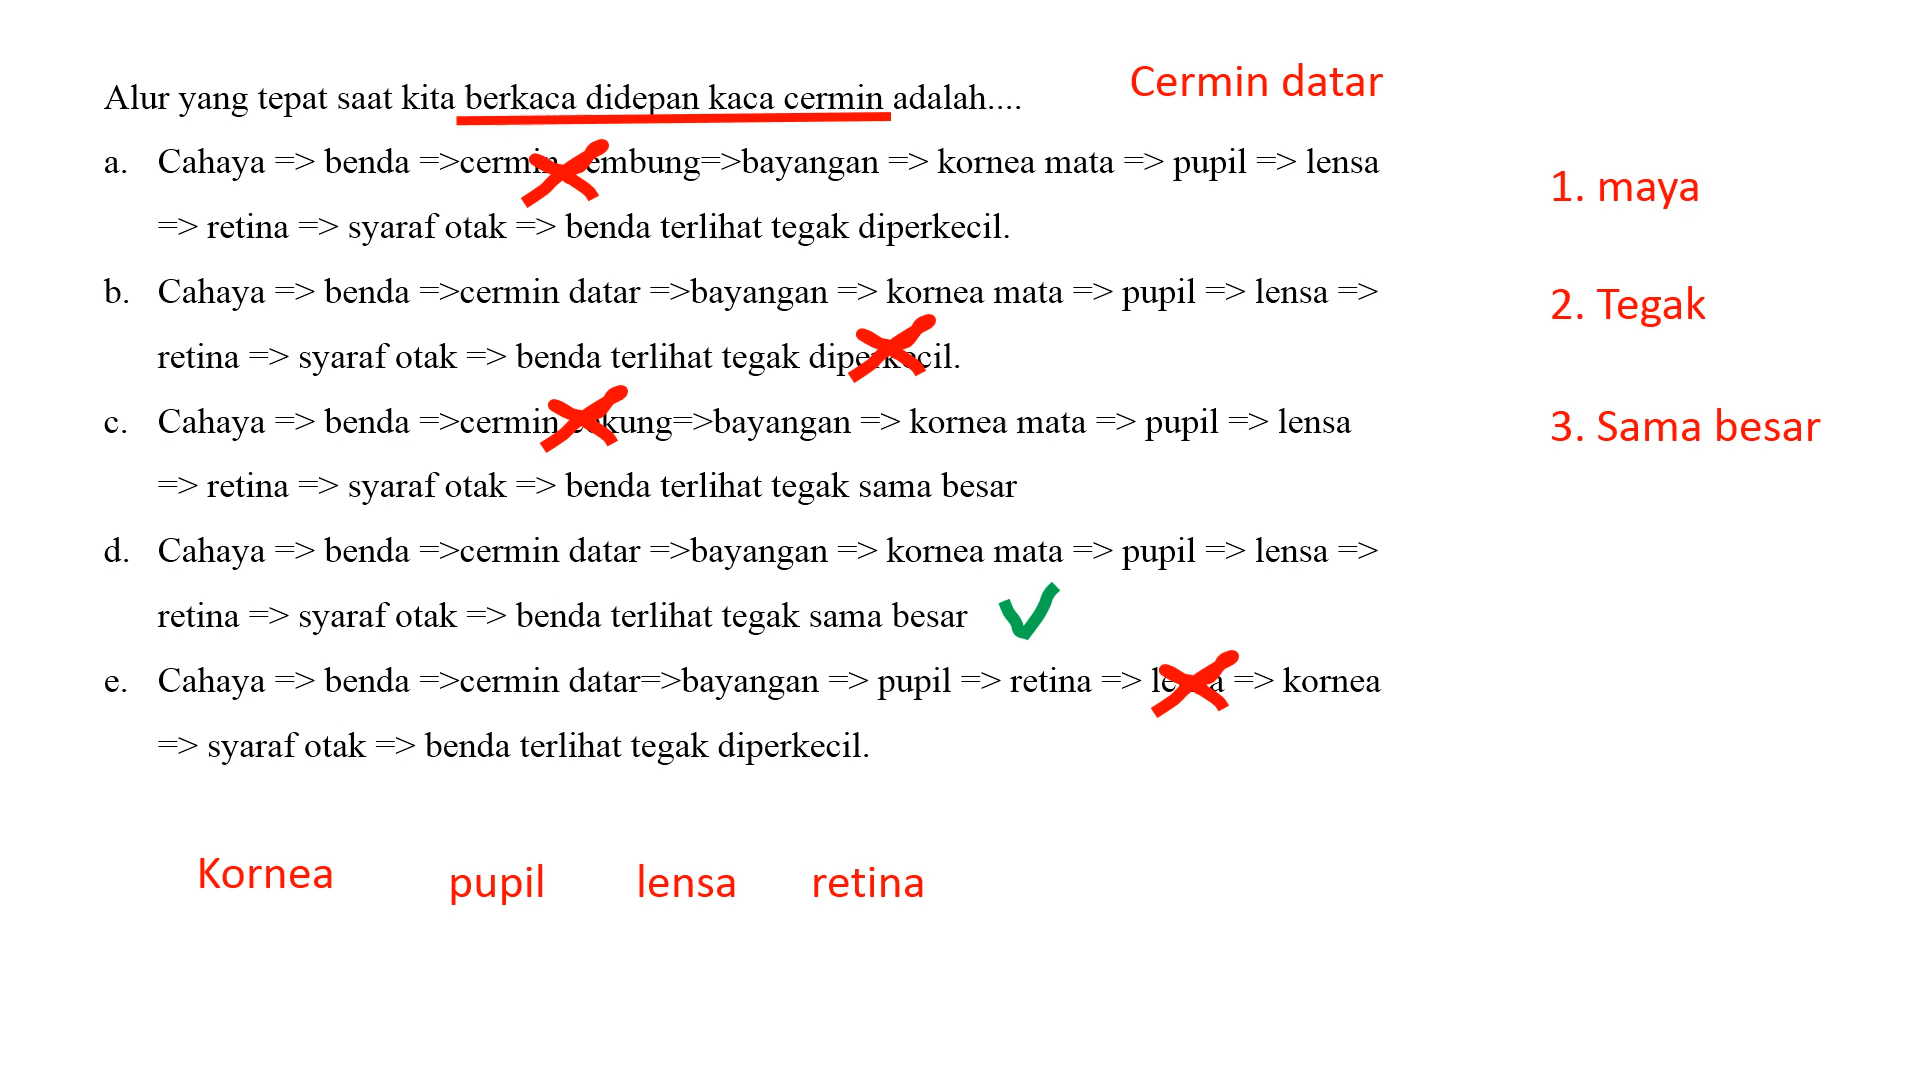 Alur yang tepat saat kita berkaca didepan kaca cermin adalah....
Cermin datar
a. Cahaya => benda =>cermin cembung=>bayangan => kornea mata => pupil => lensa
=> retina => syaraf otak => benda terlihat tegak diperkecil.
b. Cahaya => benda =>cermin datar =>bayangan => kornea mata => pupil => lensa =>
retina => syaraf otak => benda terlihat tegak diperkecil.
c. Cahaya => benda =>cermin cekung=>bayangan => kornea mata => pupil => lensa
=> retina => syaraf otak => benda terlihat tegak sama besar
d. Cahaya => benda =>cermin datar =>bayangan => kornea mata => pupil => lensa =>
retina => syaraf otak => benda terlihat tegak sama besar
e. Cahaya => benda =>cermin datar=>bayangan => pupil => retina => lensa => kornea
=> syaraf otak => benda terlihat tegak diperkecil.
1. maya
2. Tegak
3. Sama besar
Kornea pupil lensa retina